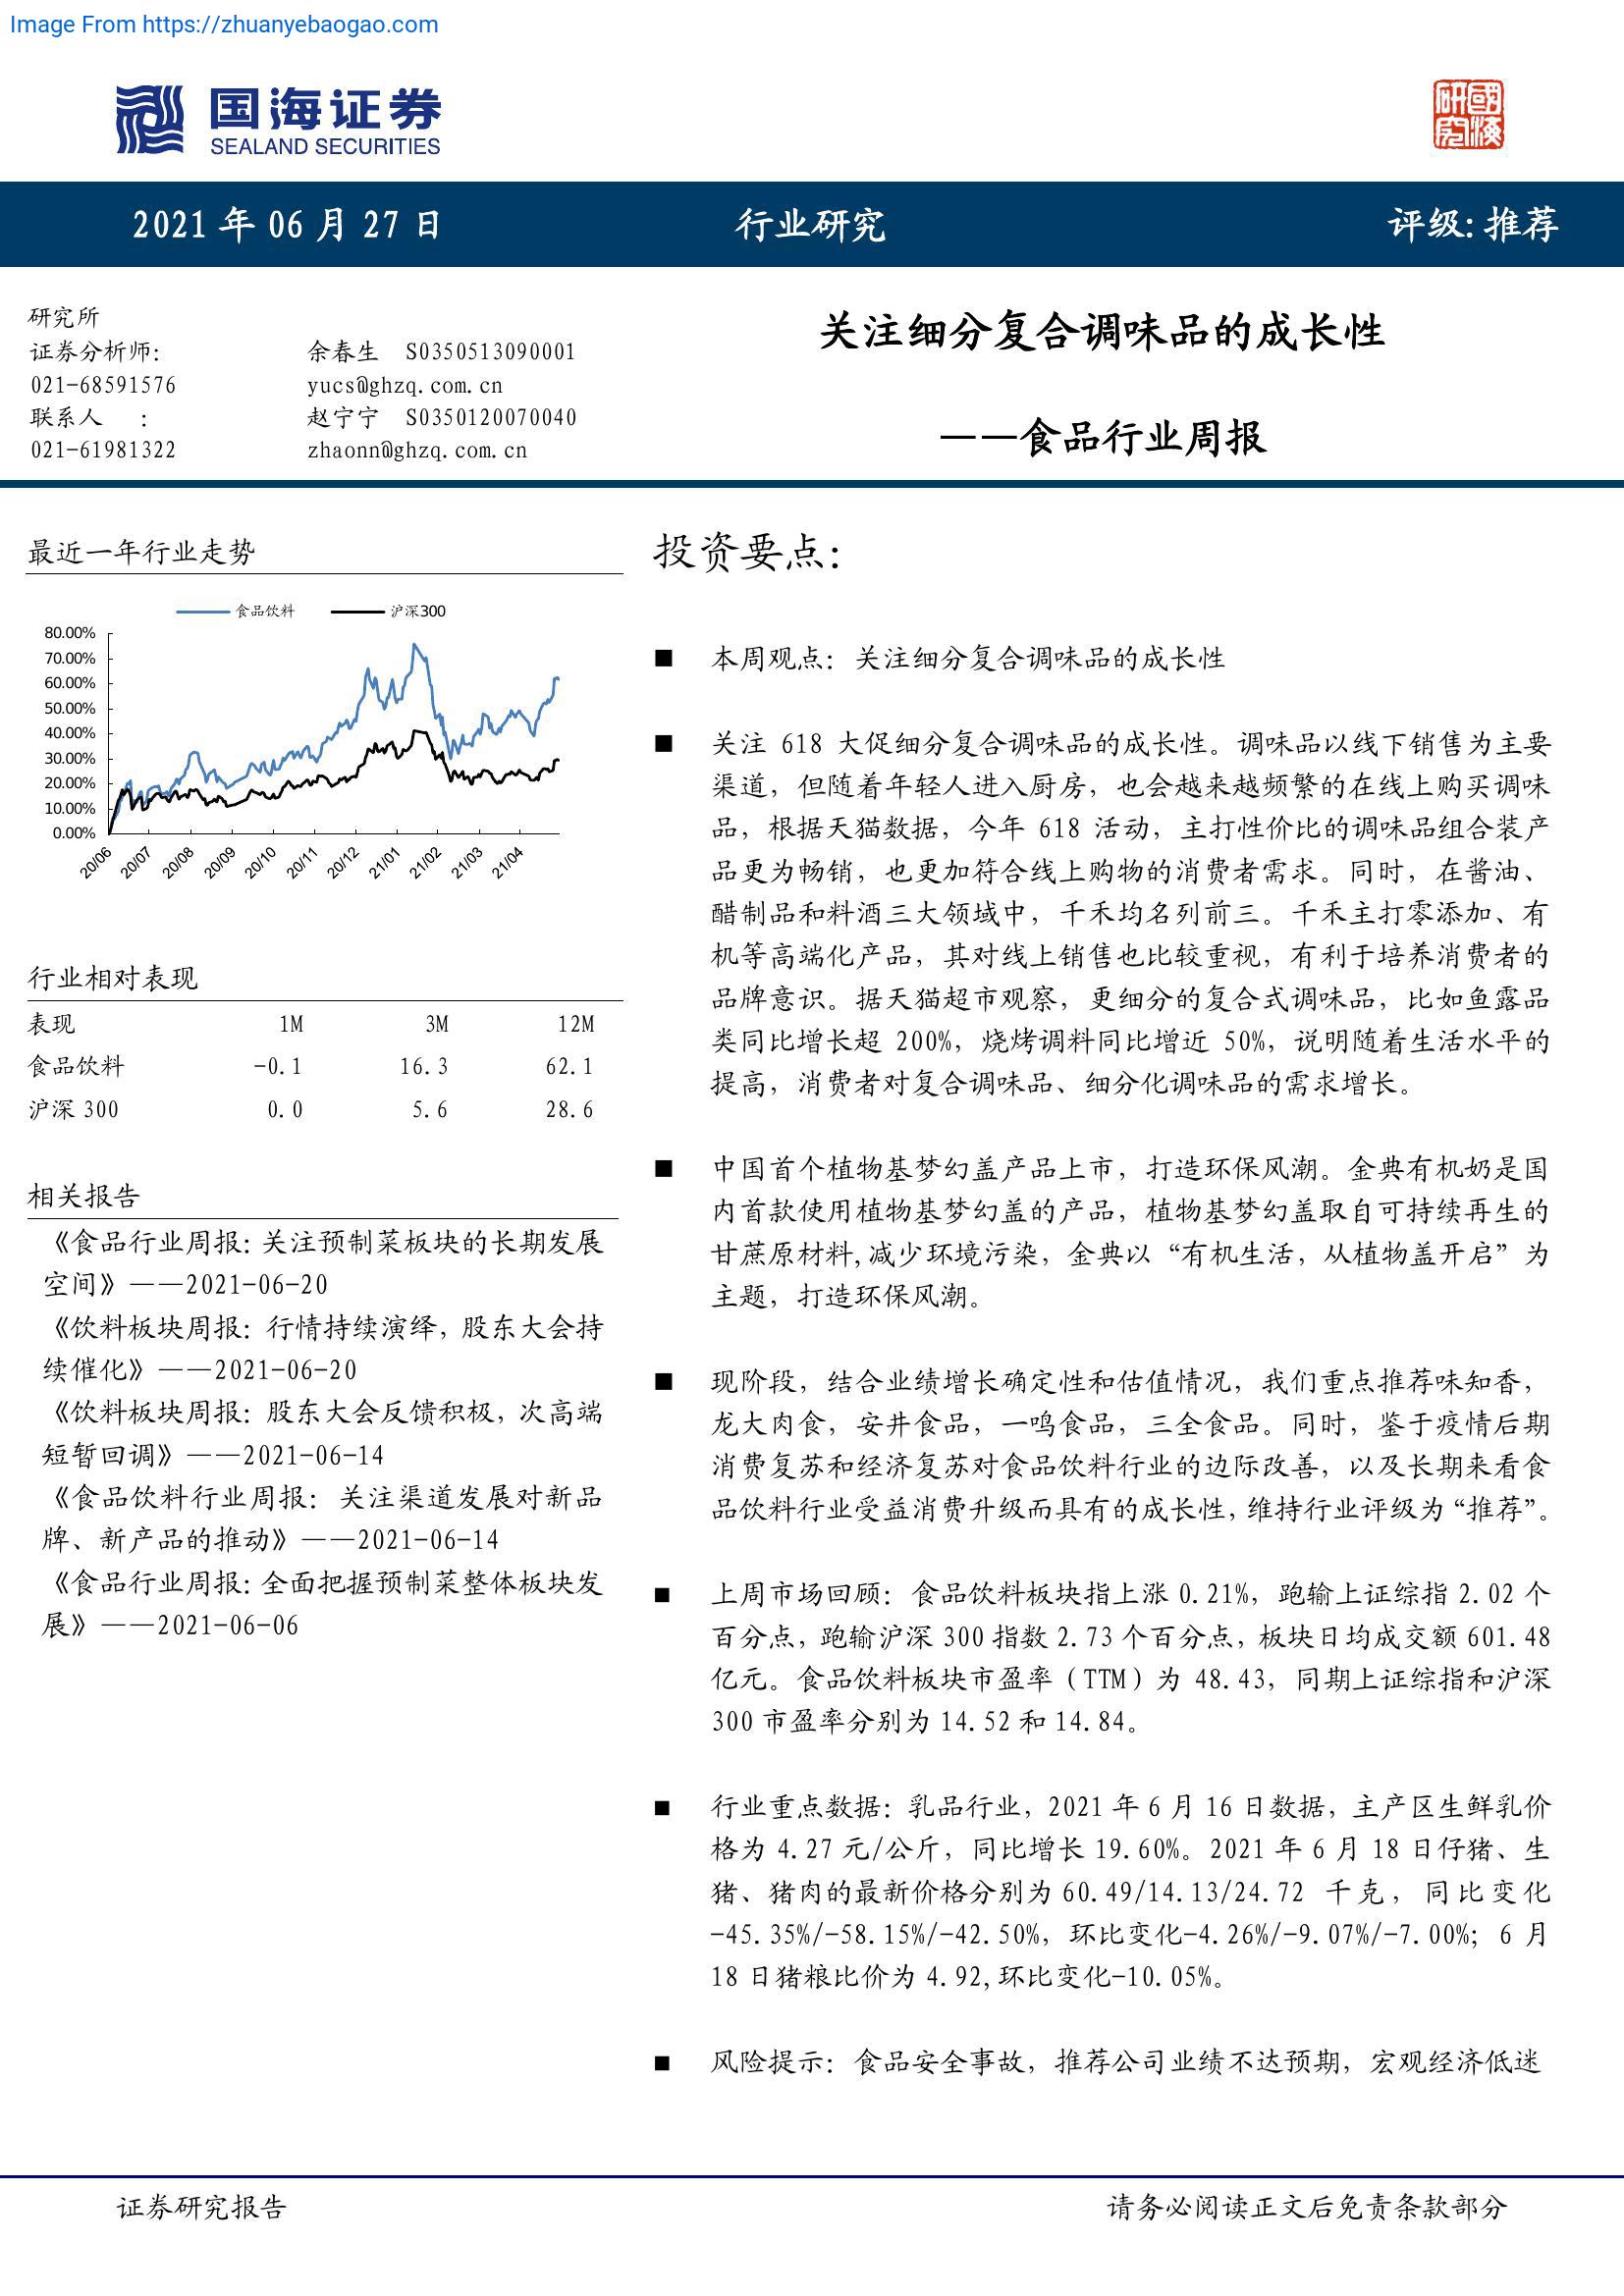 Image From https://zhuanyebaogao.com
国海证券
SEALAND SECURITIES
國海研究
2021 年 06 月 27 日
行业研究
评级:推荐
研究所
证券分析师:
余春生 S0350513090001
021-68591576
yucs@ghzq.com.cn
联系人 :
赵宁宁 S0350120070040
021-61981322
zhaonn@ghzq.com.cn
关注细分复合调味品的成长性
——食品行业周报
最近一年行业走势
食品饮料
沪深300
80.00%
70.00%
60.00%
50.00%
40.00%
30.00%
20.00%
10.00%
0.00%
20/06
20/07
20/08
20/09
20/10
20/11
20/12
21/01
21/02
21/03
21/04
行业相对表现
表现 1M 3M 12M
食品饮料 -0.1 16.3 62.1
沪深 300 0.0 5.6 28.6
相关报告
《食品行业周报:关注预制菜板块的长期发展
空间》——2021-06-20
《饮料板块周报:行情持续演绎,股东大会持
续催化》——2021-06-20
《饮料板块周报:股东大会反馈积极,次高端
短暂回调》——2021-06-14
《食品饮料行业周报:关注渠道发展对新品
牌、新产品的推动》——2021-06-14
《食品行业周报:全面把握预制菜整体板块发
展》——2021-06-06
投资要点:
■ 本周观点:关注细分复合调味品的成长性
■ 关注 618 大促细分复合调味品的成长性。调味品以线下销售为主要
渠道,但随着年轻人进入厨房,也会越来越频繁的在线上购买调味
品,根据天猫数据,今年 618 活动,主打性价比的调味品组合装产
品更为畅销,也更加符合线上购物的消费者需求。同时,在酱油、
醋制品和料酒三大领域中,千禾均名列前三。千禾主打零添加、有
机等高端化产品,其对线上销售也比较重视,有利于培养消费者的
品牌意识。据天猫超市观察,更细分的复合式调味品,比如鱼露品
类同比增长超 200%,烧烤调料同比增近 50%,说明随着生活水平的
提高,消费者对复合调味品、细分化调味品的需求增长。
■ 中国首个植物基梦幻盖产品上市,打造环保风潮。金典有机奶是国
内首款使用植物基梦幻盖的产品,植物基梦幻盖取自可持续再生的
甘蔗原材料,减少环境污染,金典以“有机生活,从植物盖开启”为
主题,打造环保风潮。
■ 现阶段,结合业绩增长确定性和估值情况,我们重点推荐味知香,
龙大肉食,安井食品,一鸣食品,三全食品。同时,鉴于疫情后期
消费复苏和经济复苏对食品饮料行业的边际改善,以及长期来看食
品饮料行业受益消费升级而具有的成长性,维持行业评级为“推荐”。
■ 上周市场回顾:食品饮料板块指上涨 0.21%,跑输上证综指 2.02 个
百分点,跑输沪深 300 指数 2.73 个百分点,板块日均成交额 601.48
亿元。食品饮料板块市盈率(TTM)为 48.43,同期上证综指和沪深
300 市盈率分别为 14.52 和 14.84。
■ 行业重点数据:乳品行业,2021 年 6 月 16 日数据,主产区生鲜乳价
格为 4.27 元/公斤,同比增长 19.60%。2021 年 6 月 18 日仔猪、生
猪、猪肉的最新价格分别为 60.49/14.13/24.72 千克,同比变化
-45.35%/-58.15%/-42.50%,环比变化-4.26%/-9.07%/-7.00%;6 月
18 日猪粮比价为 4.92,环比变化-10.05%。
■ 风险提示:食品安全事故,推荐公司业绩不达预期,宏观经济低迷
证券研究报告
请务必阅读正文后免责条款部分